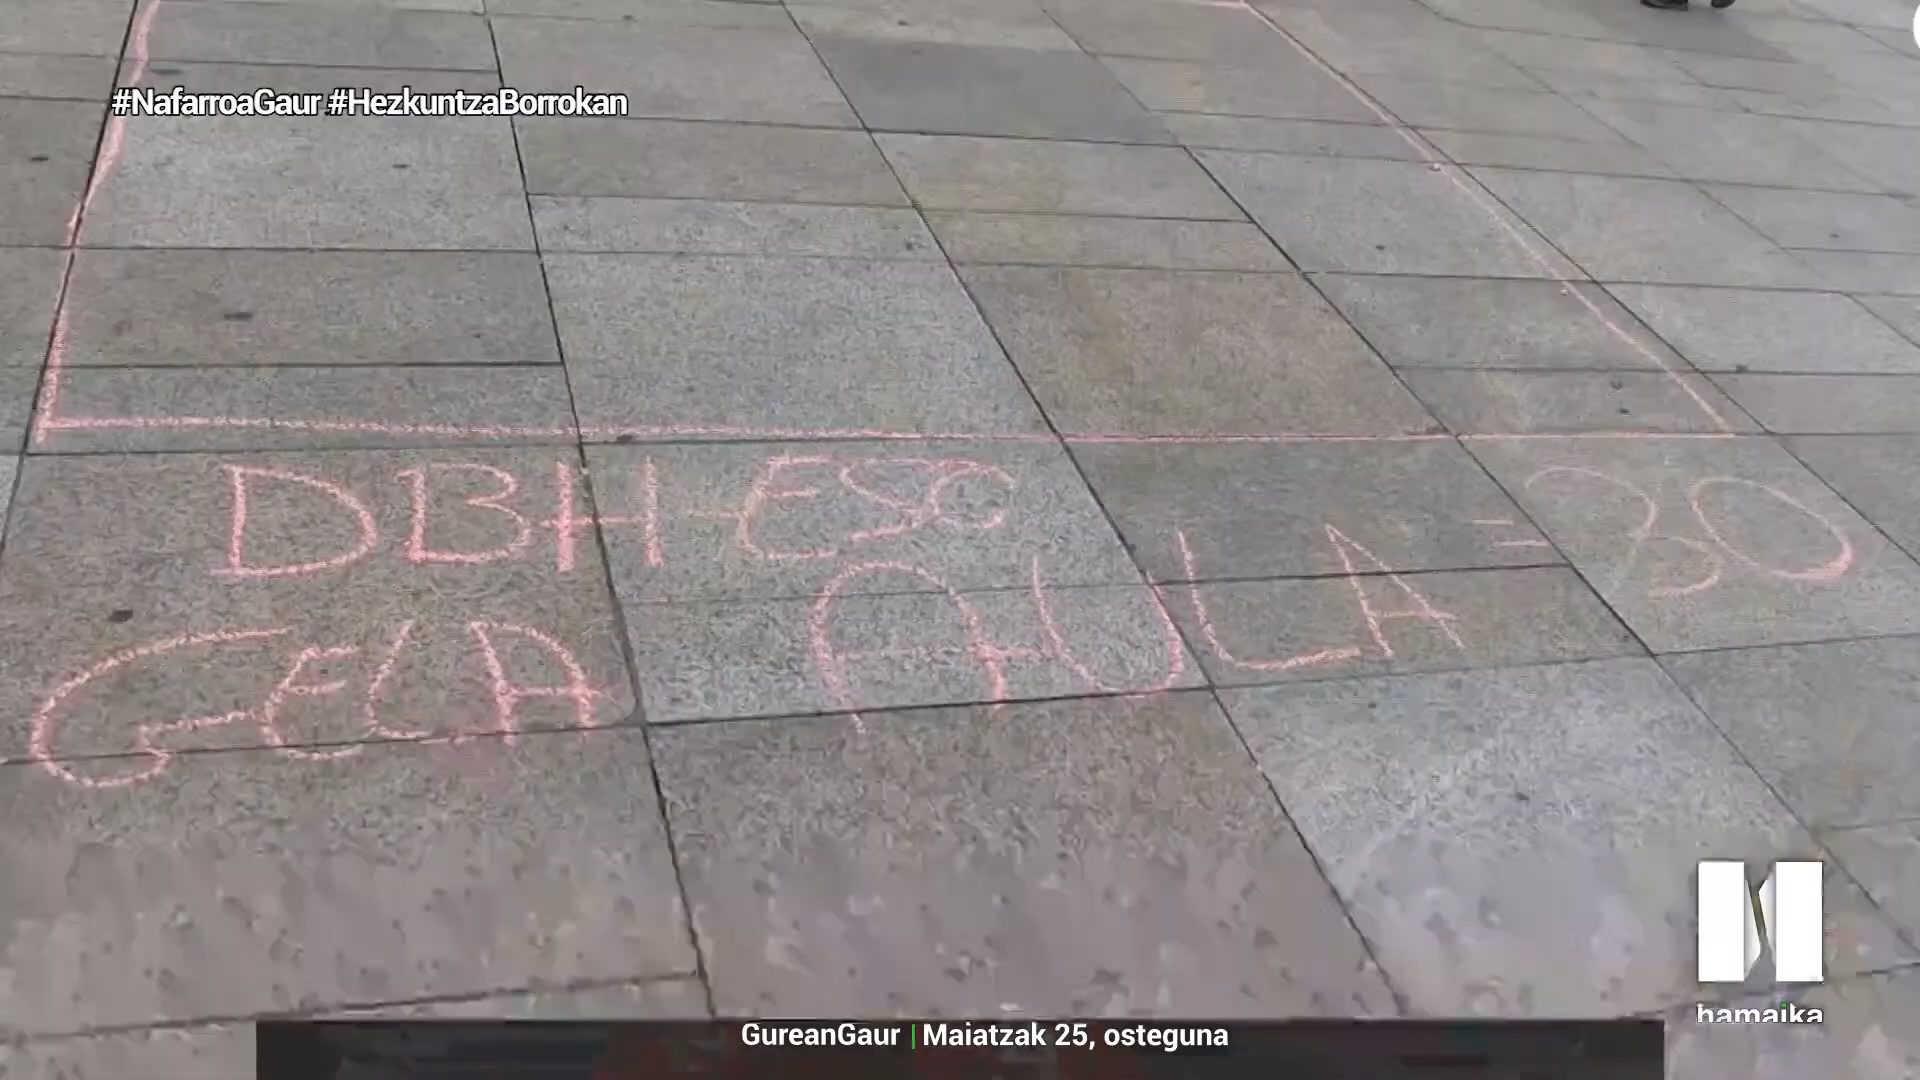 #NafarroaGaur #HezkuntzaBorrokan
DBH-ESO
GELA AULA = 30
hamaika
GureanGaur | Maiatzak 25, osteguna